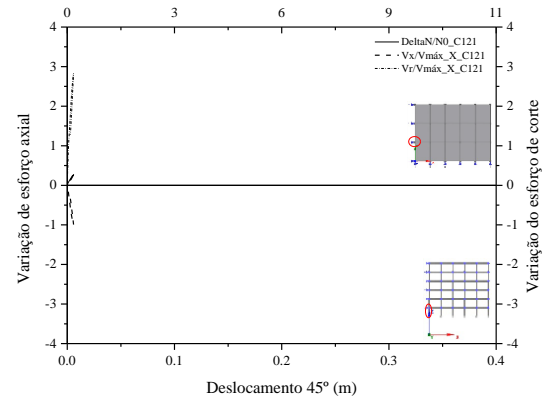 0 3 6 8 11
DeltaN/N0_C121
Vx/Vmáx_X_C121
Vr/Vmáx_X_C121
4 3 2 1 0 -1 -2 -3 -4
Variação de esforço axial
4 3 2 1 0 -1 -2 -3 -4
Variação do esforço de corte
0.0 0.1 0.2 0.3 0.4
Deslocamento 45º (m)